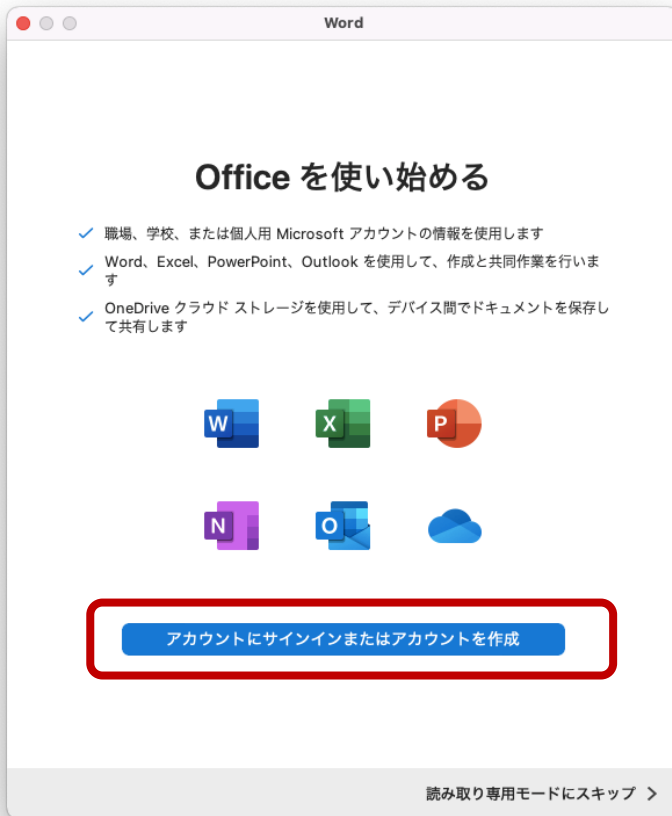 Word
Office を使い始める
職場、学校、または個人用 Microsoft アカウントの情報を使用します
Word、Excel、PowerPoint、Outlook を使用して、作成と共同作業を行いま
す
OneDrive クラウド ストレージを使用して、デバイス間でドキュメントを保存し
て共有します
W
X
P
N
O
アカウントにサインインまたはアカウントを作成
読み取り専用モードにスキップ